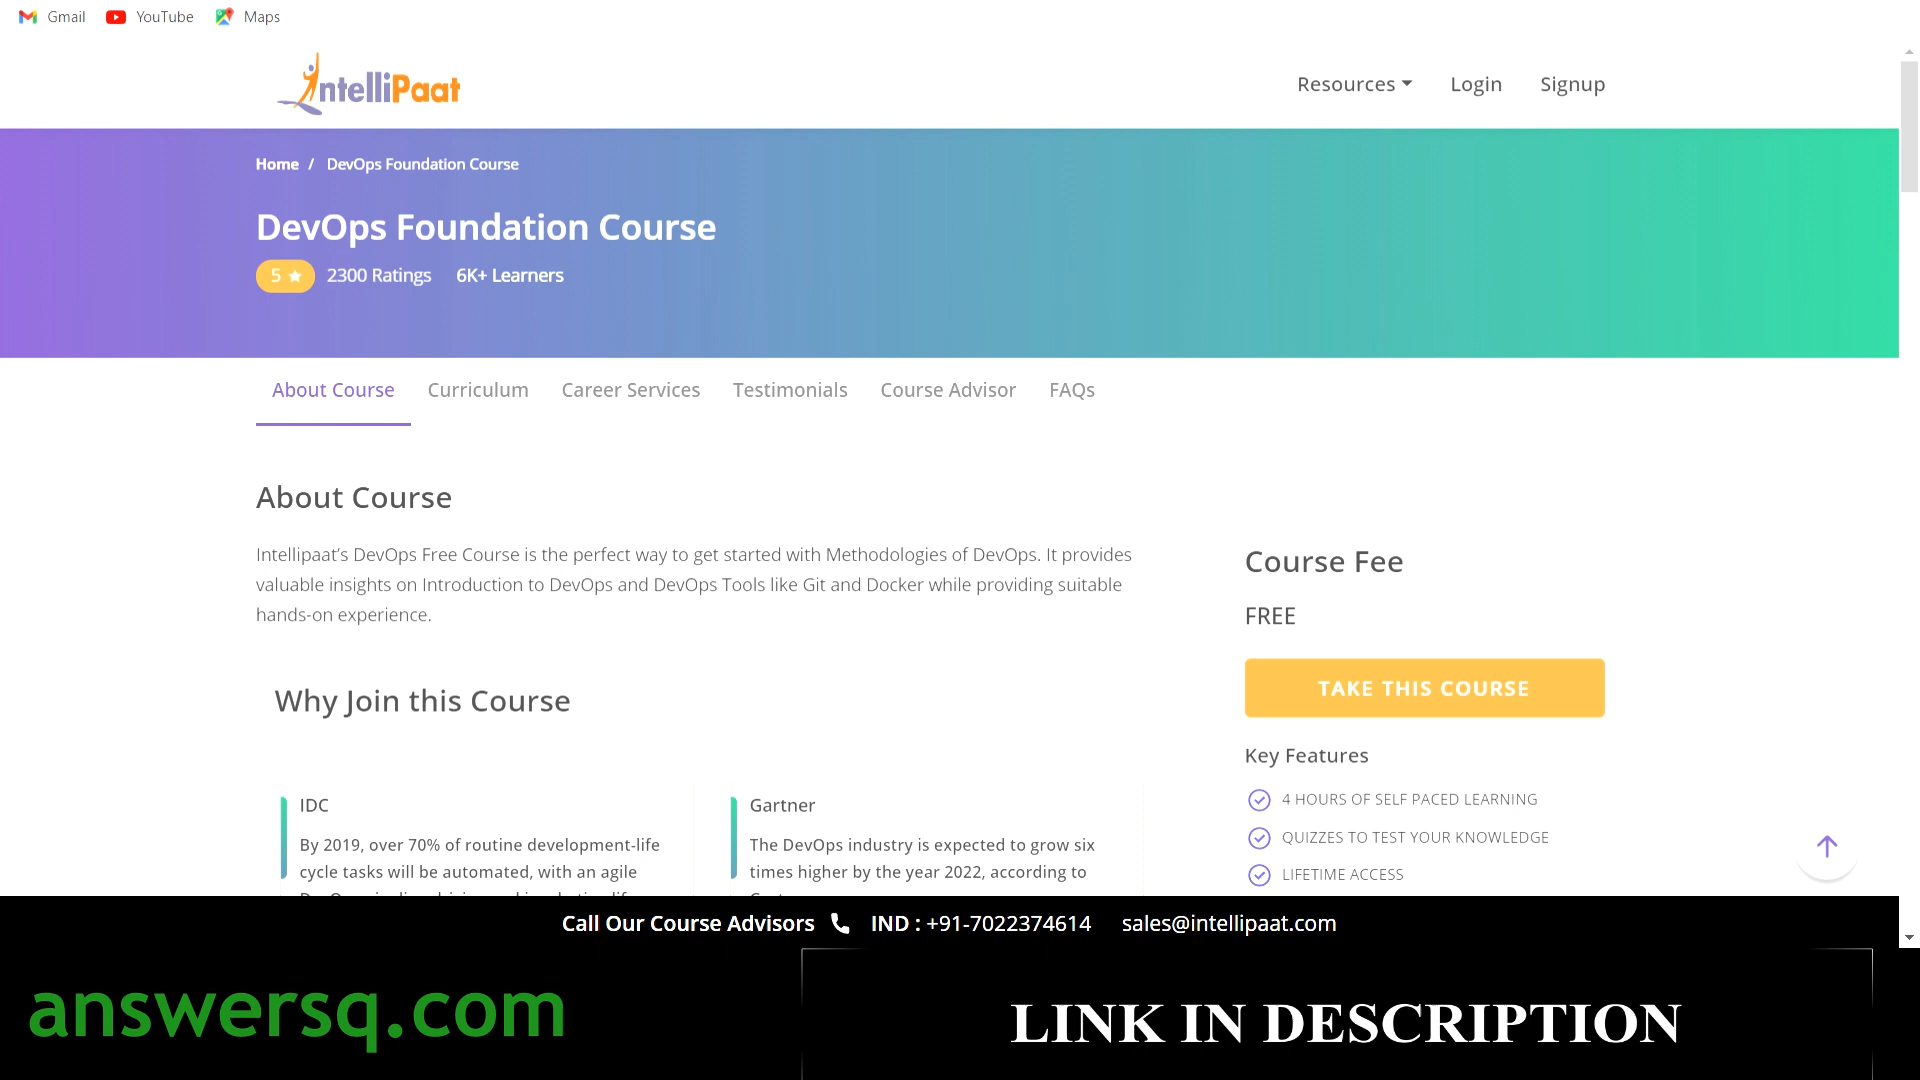 Gmail YouTube Maps
IntelliPaat
Resources Login Signup
Home / DevOps Foundation Course
DevOps Foundation Course
5 2300 Ratings 6K+ Learners
About Course Curriculum Career Services Testimonials Course Advisor FAQs
About Course
Intellipaat’s DevOps Free Course is the perfect way to get started with Methodologies of DevOps. It provides
valuable insights on Introduction to DevOps and DevOps Tools like Git and Docker while providing suitable
hands-on experience.
Why Join this Course
IDC
By 2019, over 70% of routine development-life
cycle tasks will be automated, with an agile
Gartner
The DevOps industry is expected to grow six
times higher by the year 2022, according to
Course Fee
FREE
TAKE THIS COURSE
Key Features
4 HOURS OF SELF PACED LEARNING
QUIZZES TO TEST YOUR KNOWLEDGE
LIFETIME ACCESS
Call Our Course Advisors IND : +91-7022374614 sales@intellipaat.com
answersq.com
LINK IN DESCRIPTION